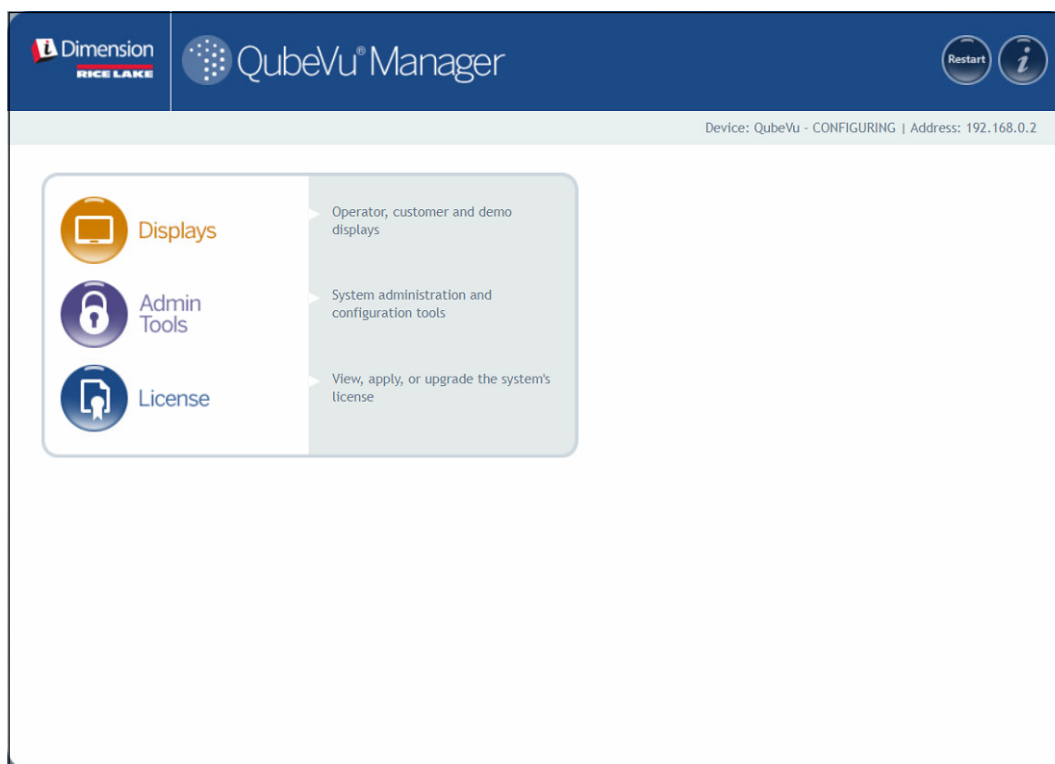 iDimension
RICE LAKE
QubeVu® Manager
Restart
i
Device: QubeVu - CONFIGURING | Address: 192.168.0.2
Displays
Operator, customer and demo
displays
Admin
Tools
System administration and
configuration tools
License
View, apply, or upgrade the system's
license